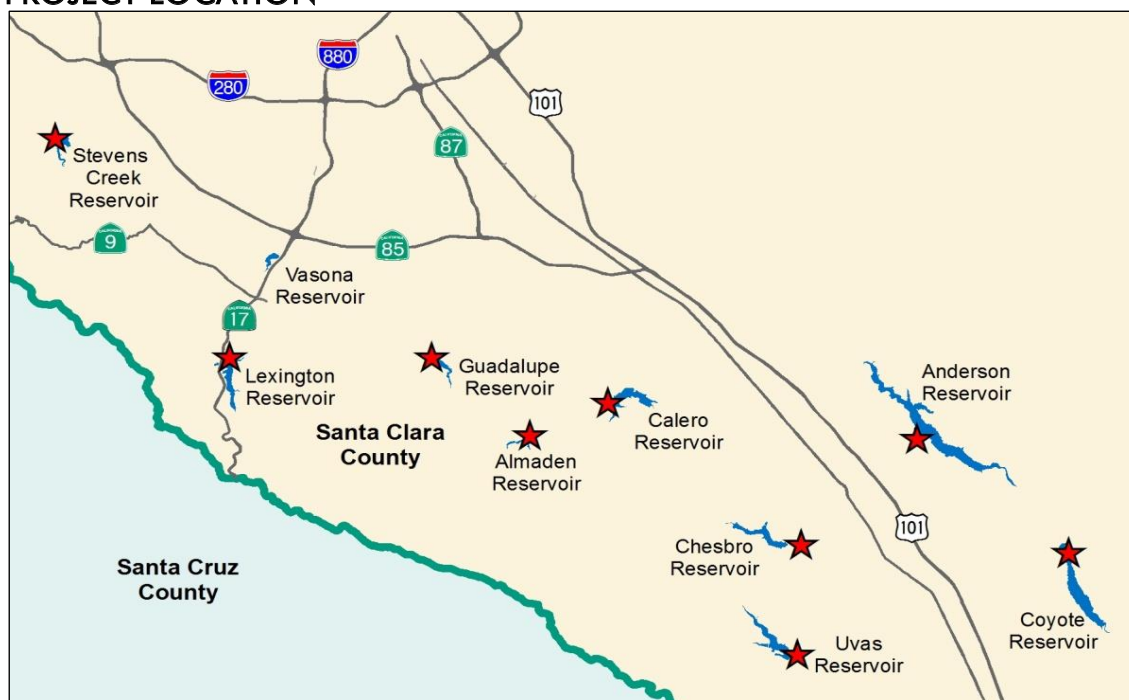 PROJECT LOCATION
880
280
101
87
Stevens
Creek
Reservoir
9
85
Vasona
Reservoir
CALIFORNIA
17
Lexington
Reservoir
Guadalupe
Reservoir
Anderson
Reservoir
Calero
Reservoir
Santa Clara
County
Almaden
Reservoir
101
Chesbro
Reservoir
Santa Cruz
County
Coyote
Reservoir
Uvas
Reservoir